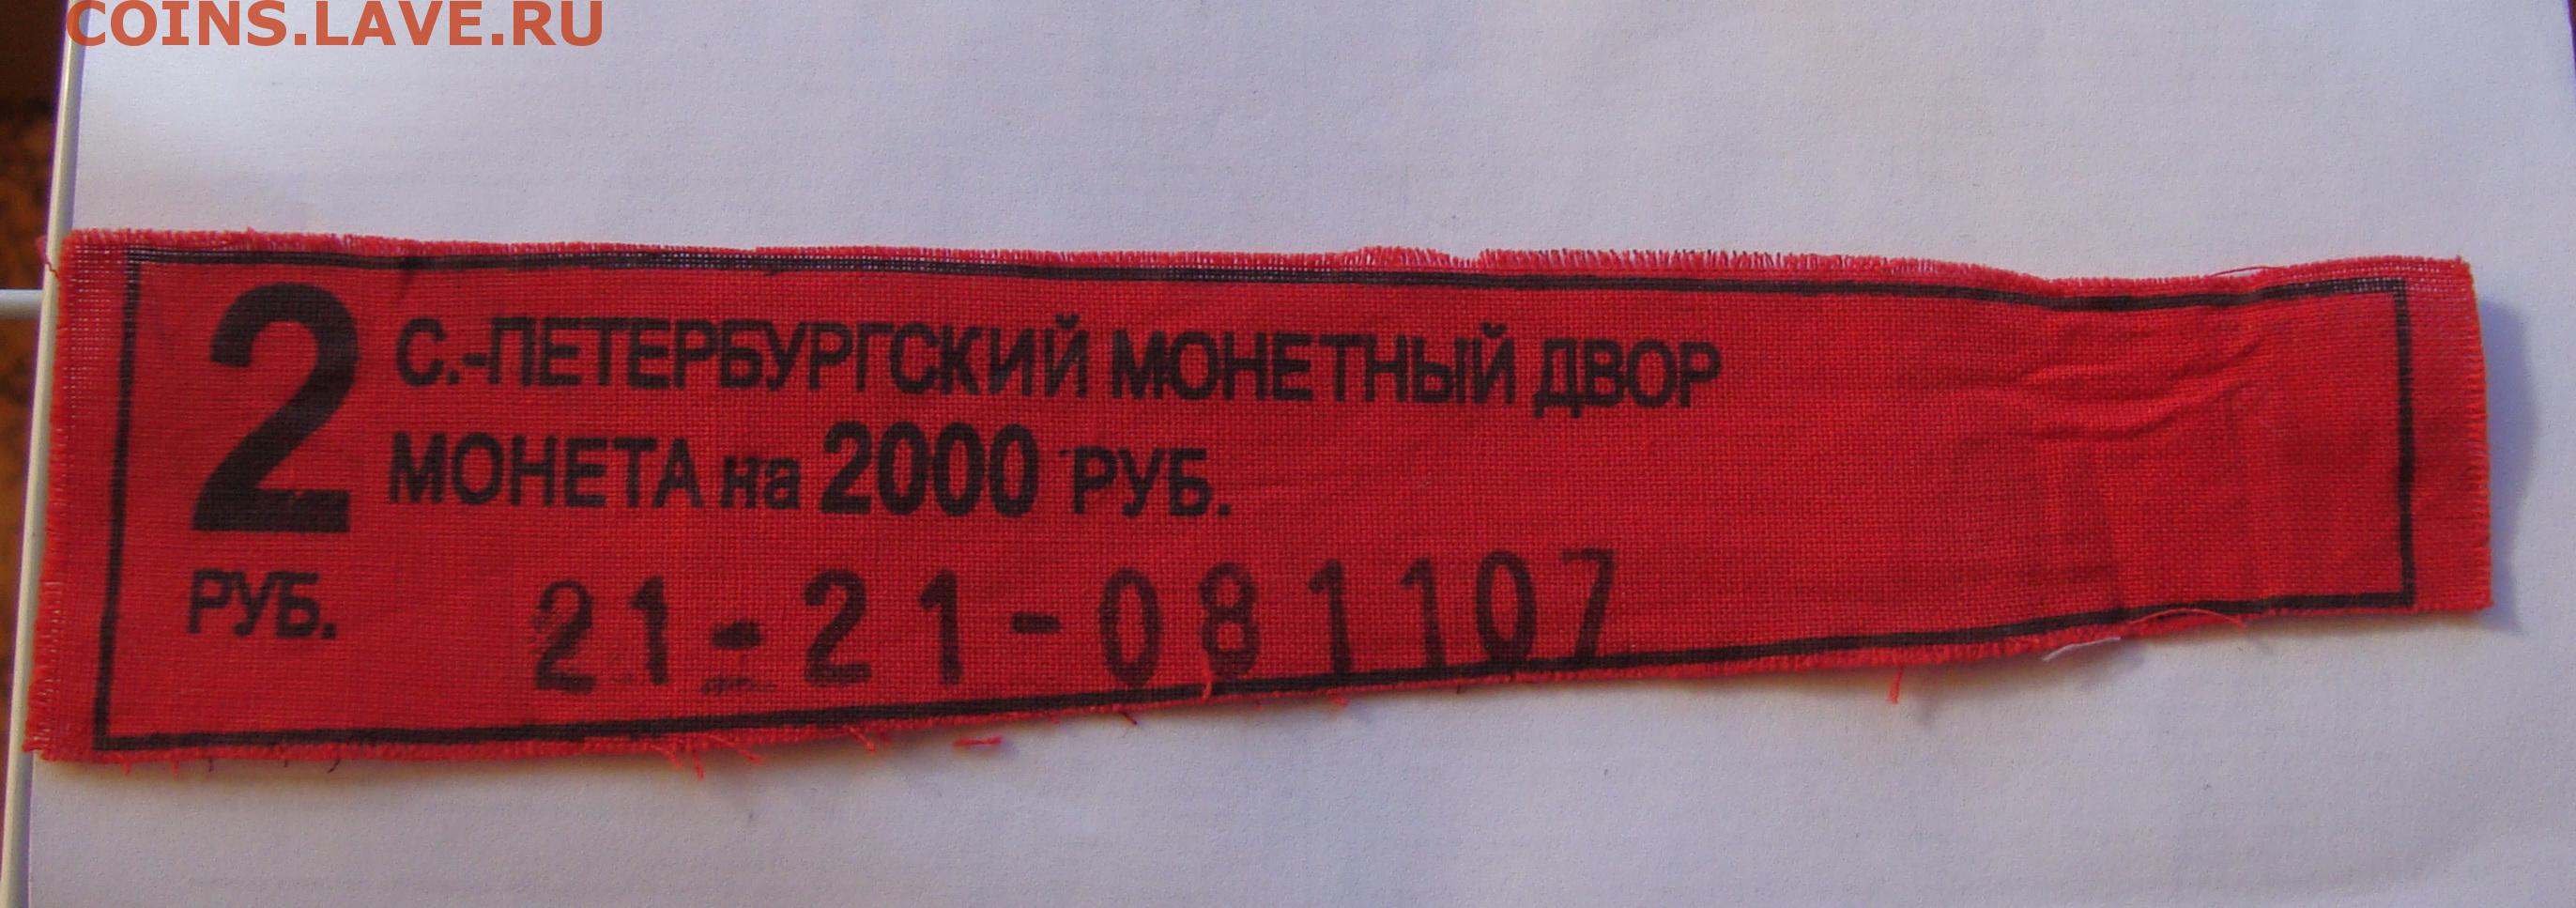 COINS.LAVE.RU
2 С.-ПЕТЕРБУРГСКИЙ МОНЕТНЫЙ ДВОР
МОНЕТА на 2000 РУБ.
РУБ. 21-21-081107